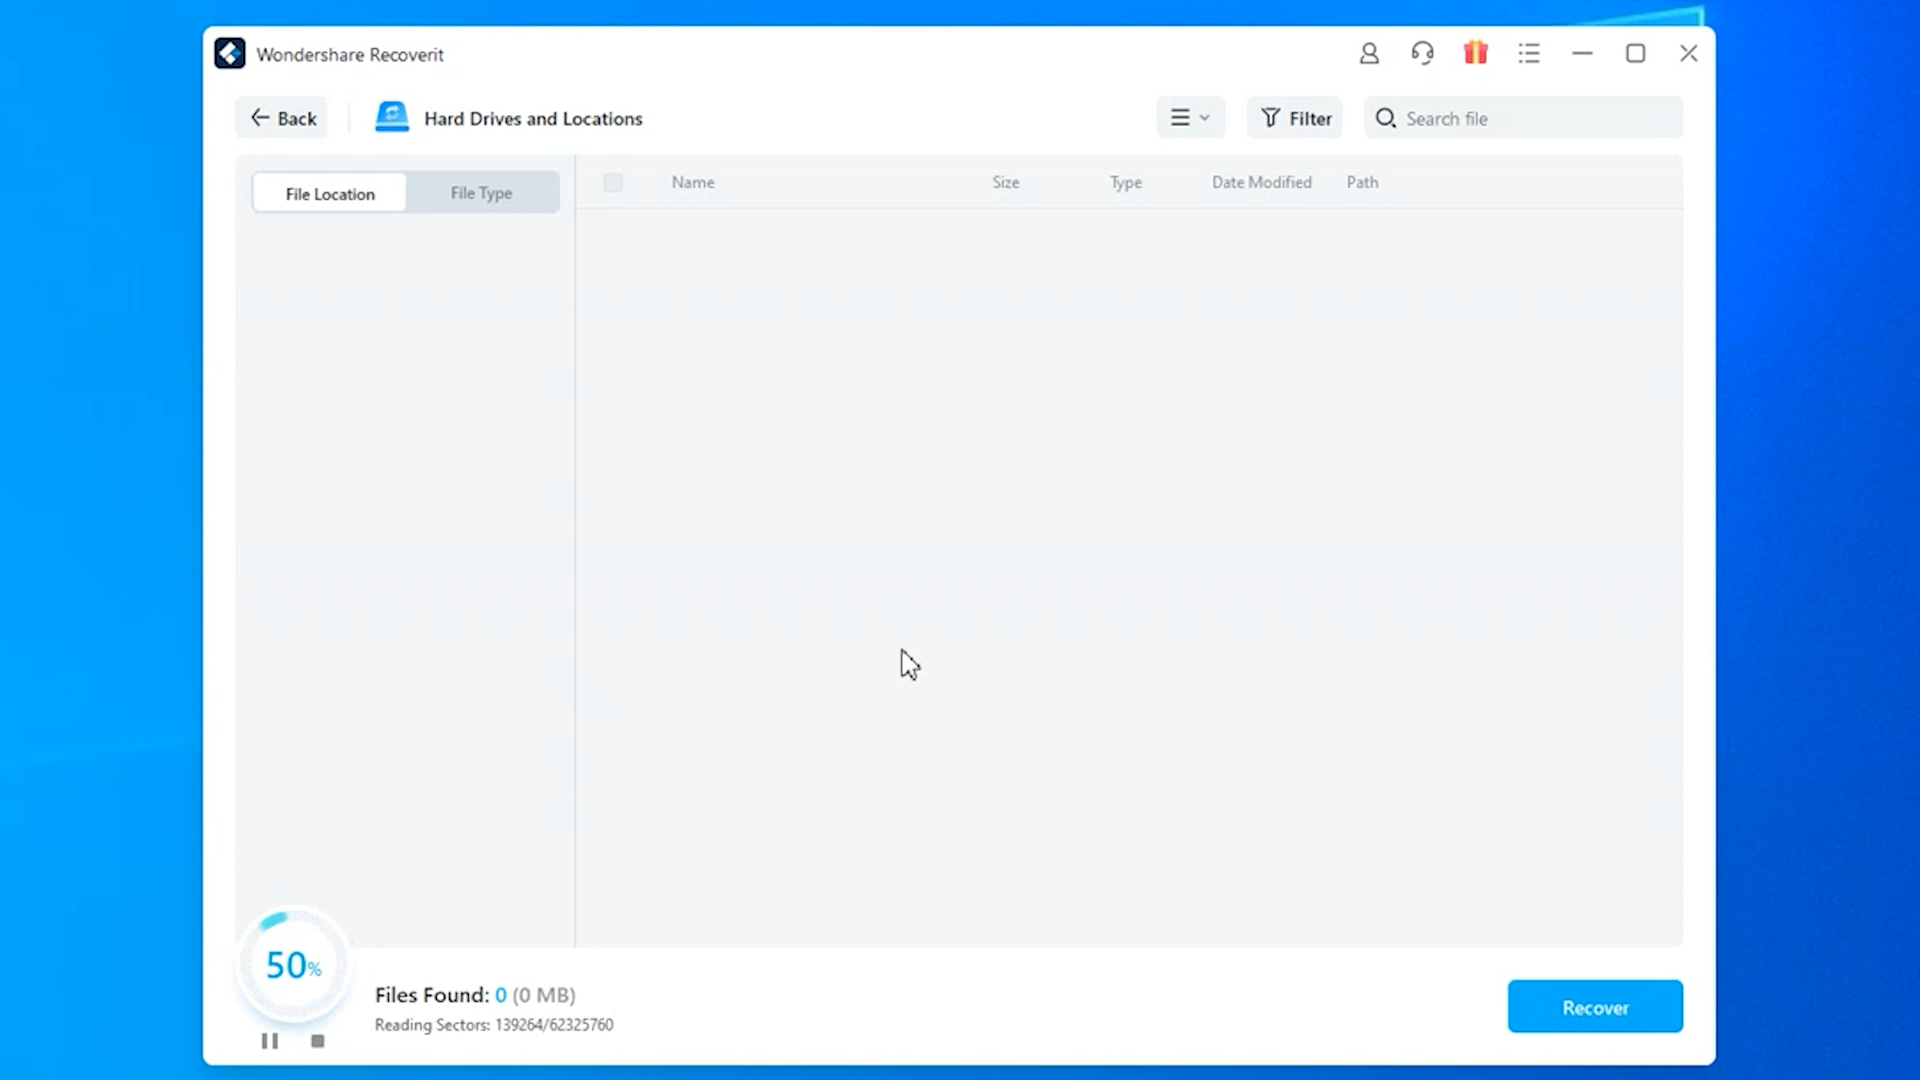 Wondershare Recoverit
Back
Hard Drives and Locations
Filter
Search file
File Location
File Type
Name
Size
Type
Date Modified
Path
50%
Files Found: 0 (0 MB)
Reading Sectors: 139264/62325760
Recover